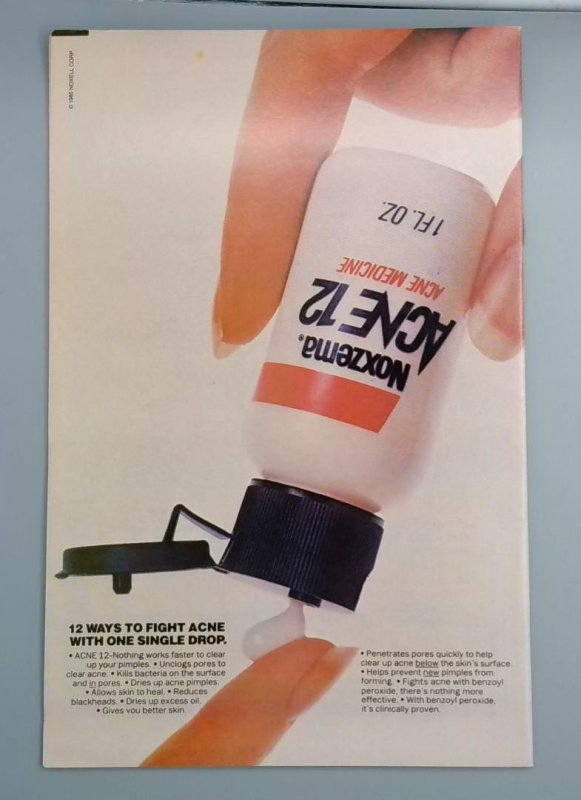 © 1985 NOXELL CORP
1 FL. OZ.
ACNE MEDICINE
ACNE 12
Noxzema®
12 WAYS TO FIGHT ACNE
WITH ONE SINGLE DROP.
• ACNE 12-Nothing works faster to clear
up your pimples. • Unclogs pores to
clear acne. • Kills bacteria on the surface
and in pores. • Dries up acne pimples.
• Allows skin to heal. • Reduces
blackheads. • Dries up excess oil.
• Gives you better skin.
• Penetrates pores quickly to help
clear up acne below the skin's surface.
• Helps prevent new pimples from
forming. • Fights acne with benzoyl
peroxide, there's nothing more
effective. • With benzoyl peroxide,
it's clinically proven.